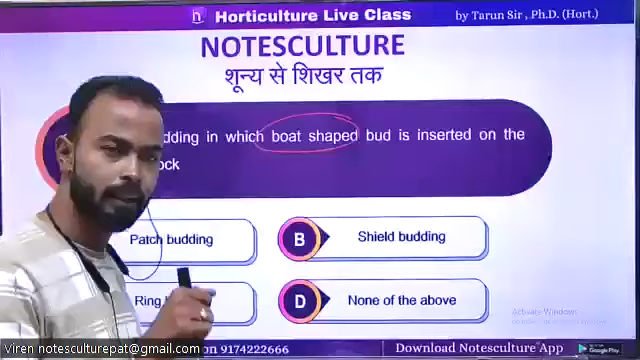 n Horticulture Live Class
by Tarun Sir , Ph.D. (Hort.)
NOTESCULTURE
शून्य से शिखर तक
dding in which boat shaped bud is inserted on the
ock
Patch budding
B Shield budding
Ring
D None of the above
Activate Windows
Viren notesculturepat@gmail.com on 9174222666
Download Notesculture App
Google Play